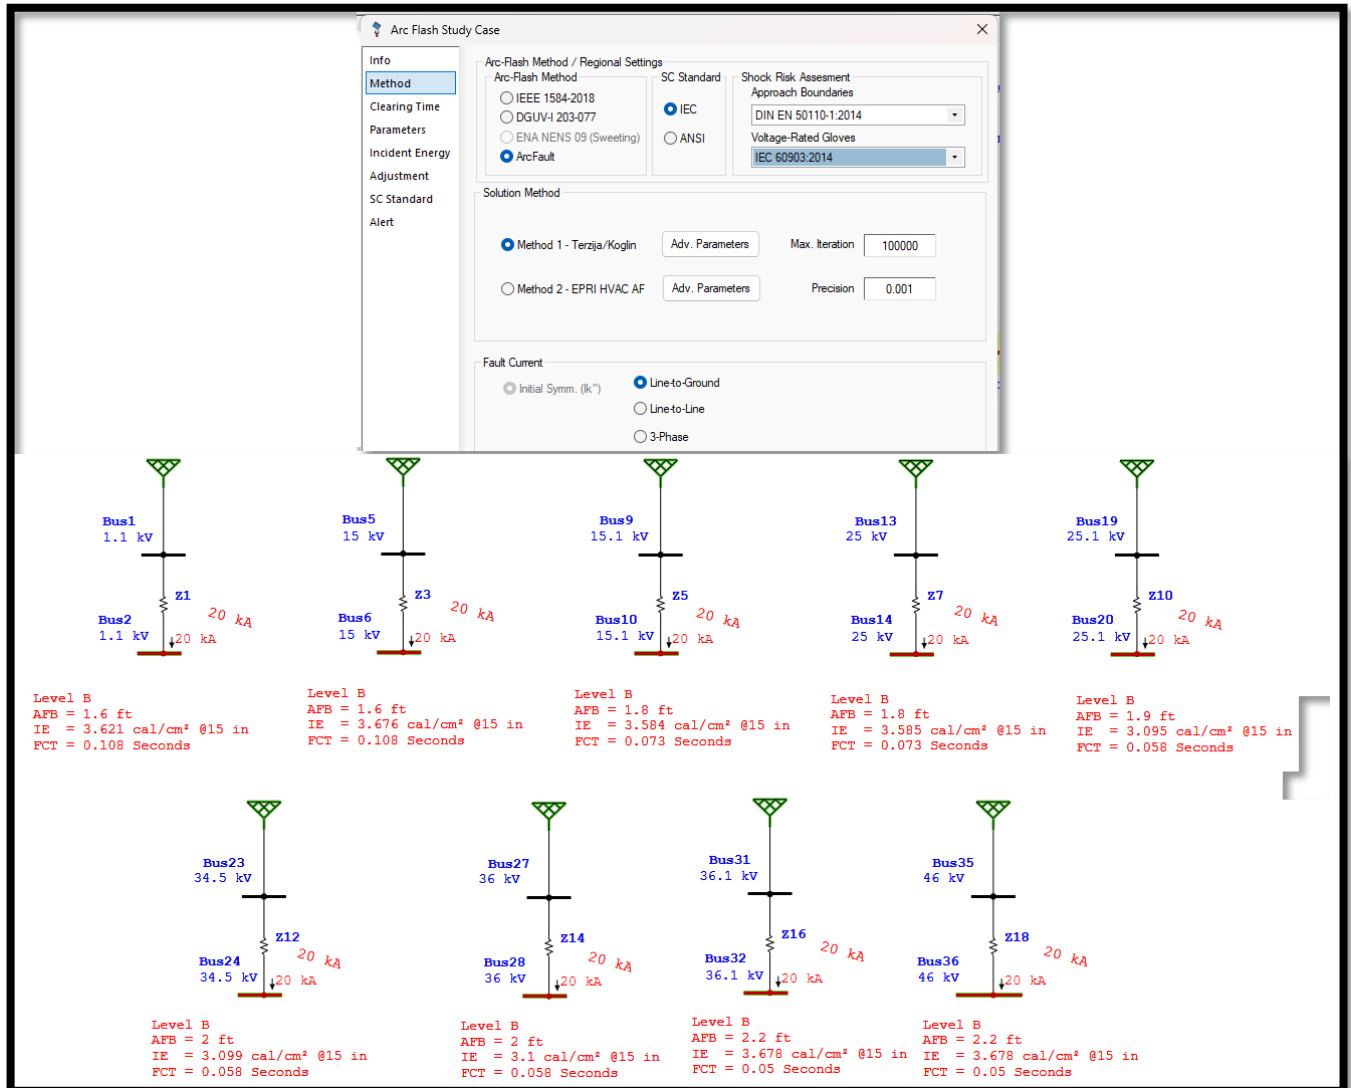 Arc Flash Study Case
Info
Method
Clearing Time
Parameters
Incident Energy
Adjustment
SC Standard
Alert
Arc-Flash Method / Regional Settings
Arc-Flash Method
IEEE 1584-2018
DGUV-I 203-077
ENA NENS 09 (Sweeting)
ArcFault
SC Standard
IEC
ANSI
Shock Risk Assesment
Approach Boundaries
DIN EN 50110-1:2014
Voltage-Rated Gloves
IEC 60903:2014
Solution Method
Method 1 - Terzija/Koglin
Adv. Parameters
Max. Iteration
100000
Method 2 - EPRI HVAC AF
Adv. Parameters
Precision
0.001
Fault Current
Initial Symm. (Ik")
Line-to-Ground
Line-to-Line
3-Phase
Bus1
1.1 kV
Z1
20 kA
Bus2
1.1 kV
20 kA
Level B
AFB = 1.6 ft
IE = 3.621 cal/cm² @15 in
FCT = 0.108 Seconds
Bus5
15 kV
Z3
20 kA
Bus6
15 kV
20 kA
Level B
AFB = 1.6 ft
IE = 3.676 cal/cm² @15 in
FCT = 0.108 Seconds
Bus9
15.1 kV
Z5
20 kA
Bus10
15.1 kV
20 kA
Level B
AFB = 1.8 ft
IE = 3.584 cal/cm² @15 in
FCT = 0.073 Seconds
Bus13
25 kV
Z7
20 kA
Bus14
25 kV
20 kA
Level B
AFB = 1.8 ft
IE = 3.585 cal/cm² @15 in
FCT = 0.073 Seconds
Bus19
25.1 kV
Z10
20 kA
Bus20
25.1 kV
20 kA
Level B
AFB = 1.9 ft
IE = 3.095 cal/cm² @15 in
FCT = 0.058 Seconds
Bus23
34.5 kV
Z12
20 kA
Bus24
34.5 kV
20 kA
Level B
AFB = 2 ft
IE = 3.099 cal/cm² @15 in
FCT = 0.058 Seconds
Bus27
36 kV
Z14
20 kA
Bus28
36 kV
20 kA
Level B
AFB = 2 ft
IE = 3.1 cal/cm² @15 in
FCT = 0.058 Seconds
Bus31
36.1 kV
Z16
20 kA
Bus32
36.1 kV
20 kA
Level B
AFB = 2.2 ft
IE = 3.678 cal/cm² @15 in
FCT = 0.05 Seconds
Bus35
46 kV
Z18
20 kA
Bus36
46 kV
20 kA
Level B
AFB = 2.2 ft
IE = 3.678 cal/cm² @15 in
FCT = 0.05 Seconds